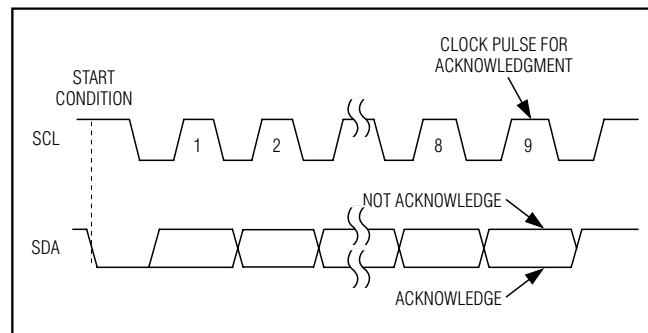 CLOCK PULSE FOR
ACKNOWLEDGMENT
START
CONDITION
SCL
1
2
8
9
NOT ACKNOWLEDGE
SDA
ACKNOWLEDGE